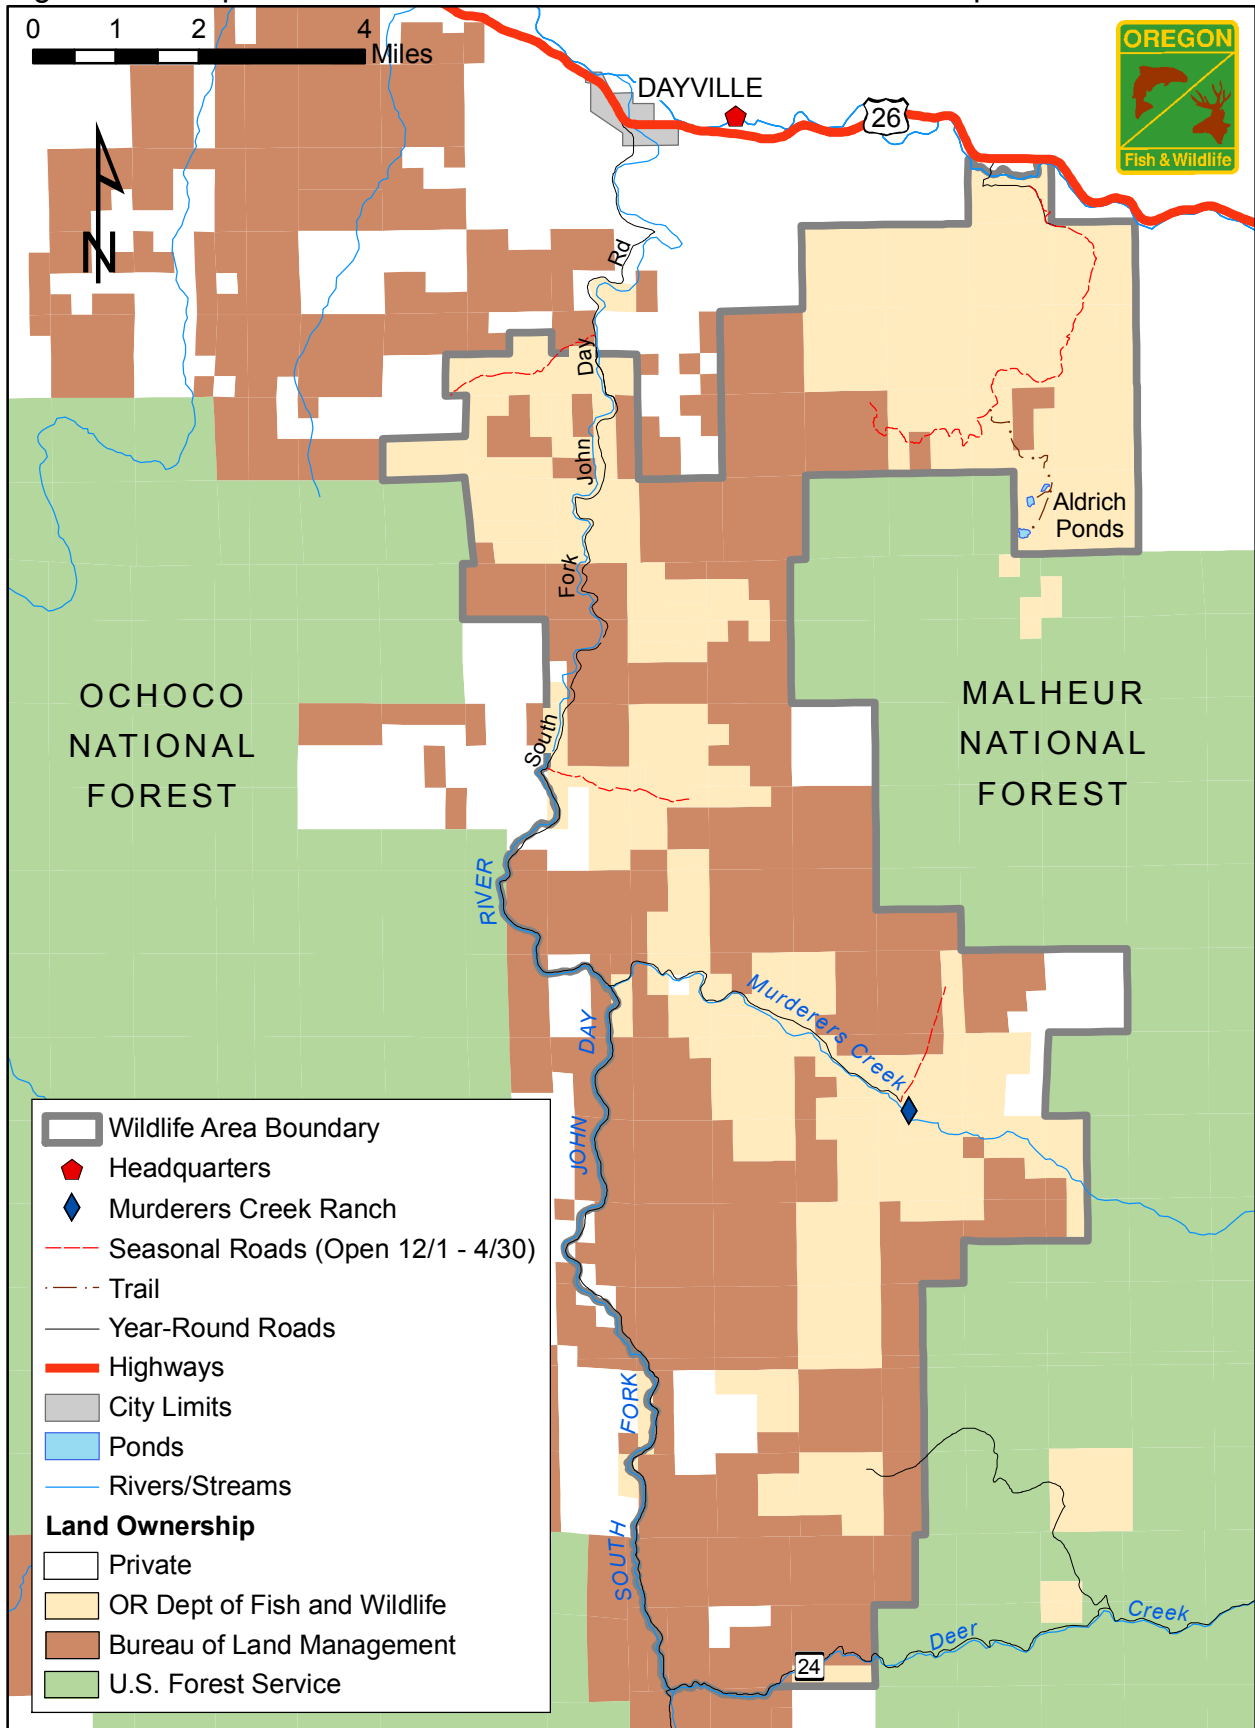 0 1 2 4
Miles
DAYVILLE
26
OREGON
Fish & Wildlife
N
South Fork John Day Rd
Aldrich
Ponds
OCHOCO
NATIONAL
FOREST
MALHEUR
NATIONAL
FOREST
SOUTH FORK JOHN DAY RIVER
Murderers Creek
Deer Creek
24
Wildlife Area Boundary
Headquarters
Murderers Creek Ranch
Seasonal Roads (Open 12/1 - 4/30)
Trail
Year-Round Roads
Highways
City Limits
Ponds
Rivers/Streams
Land Ownership
Private
OR Dept of Fish and Wildlife
Bureau of Land Management
U.S. Forest Service